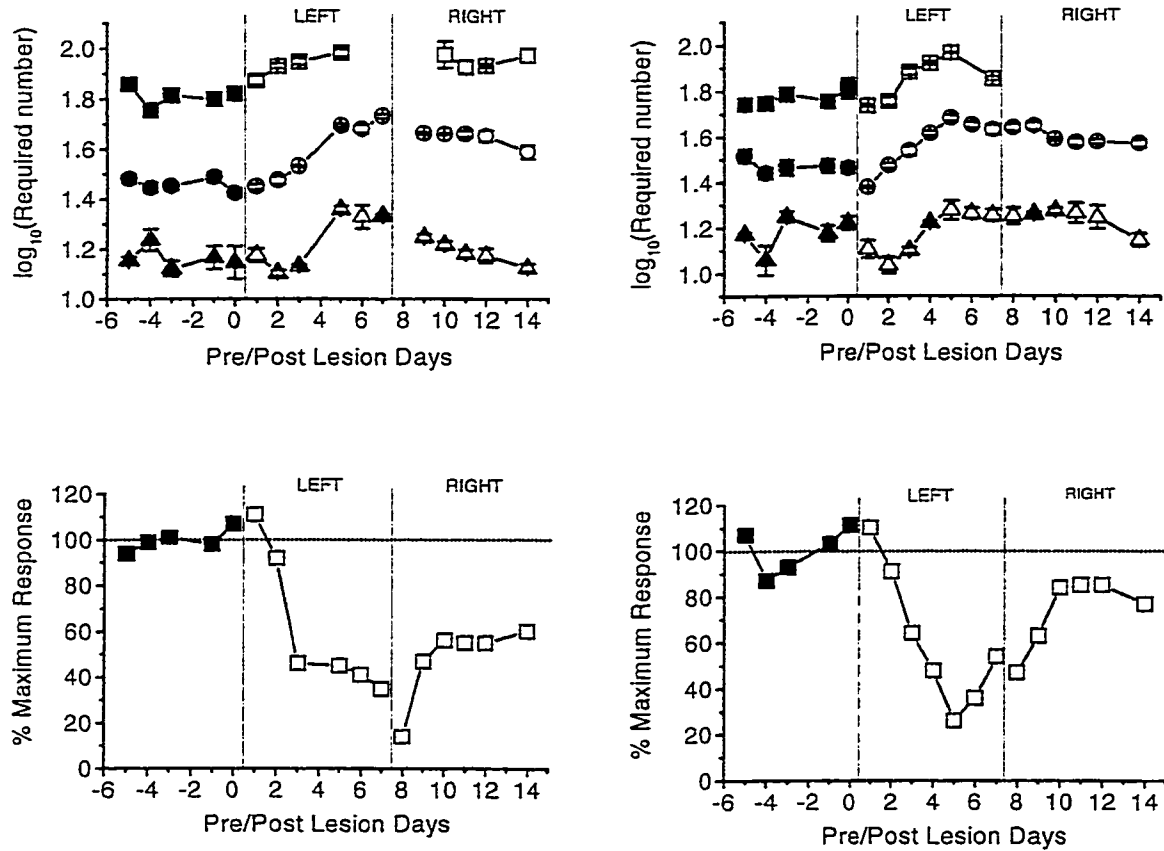 LEFT RIGHT
log10(Required number)
2.0
1.8
1.6
1.4
1.2
1.0
-6 -4 -2 0 2 4 6 8 10 12 14
Pre/Post Lesion Days
LEFT RIGHT
log10(Required number)
2.0
1.8
1.6
1.4
1.2
1.0
-6 -4 -2 0 2 4 6 8 10 12 14
Pre/Post Lesion Days
LEFT RIGHT
% Maximum Response
120
100
80
60
40
20
0
-6 -4 -2 0 2 4 6 8 10 12 14
Pre/Post Lesion Days
LEFT RIGHT
% Maximum Response
120
100
80
60
40
20
0
-6 -4 -2 0 2 4 6 8 10 12 14
Pre/Post Lesion Days